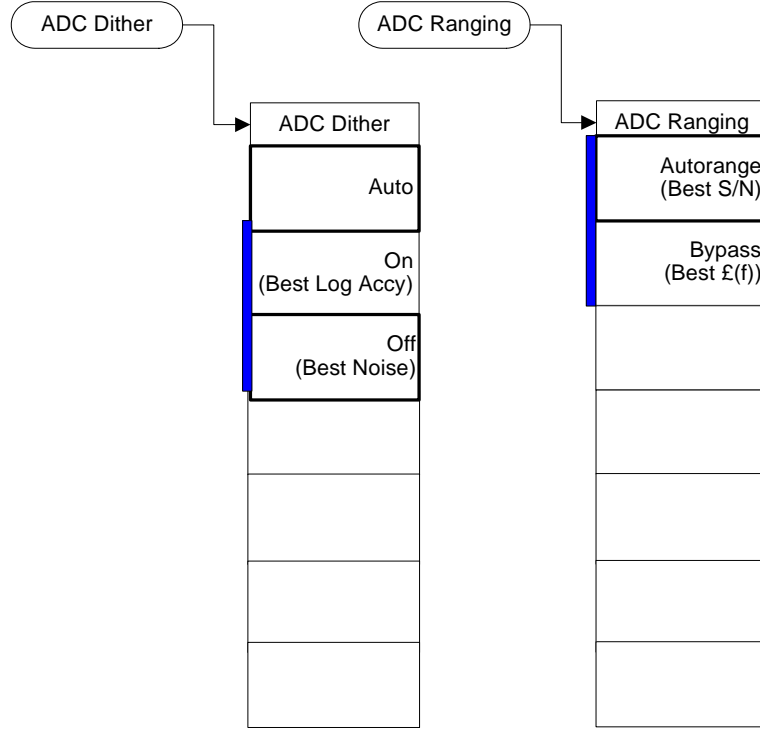 ADC Dither
ADC Ranging
ADC Dither
Auto
On
(Best Log Accy)
Off
(Best Noise)
ADC Ranging
Autorange
(Best S/N)
Bypass
(Best £(f))